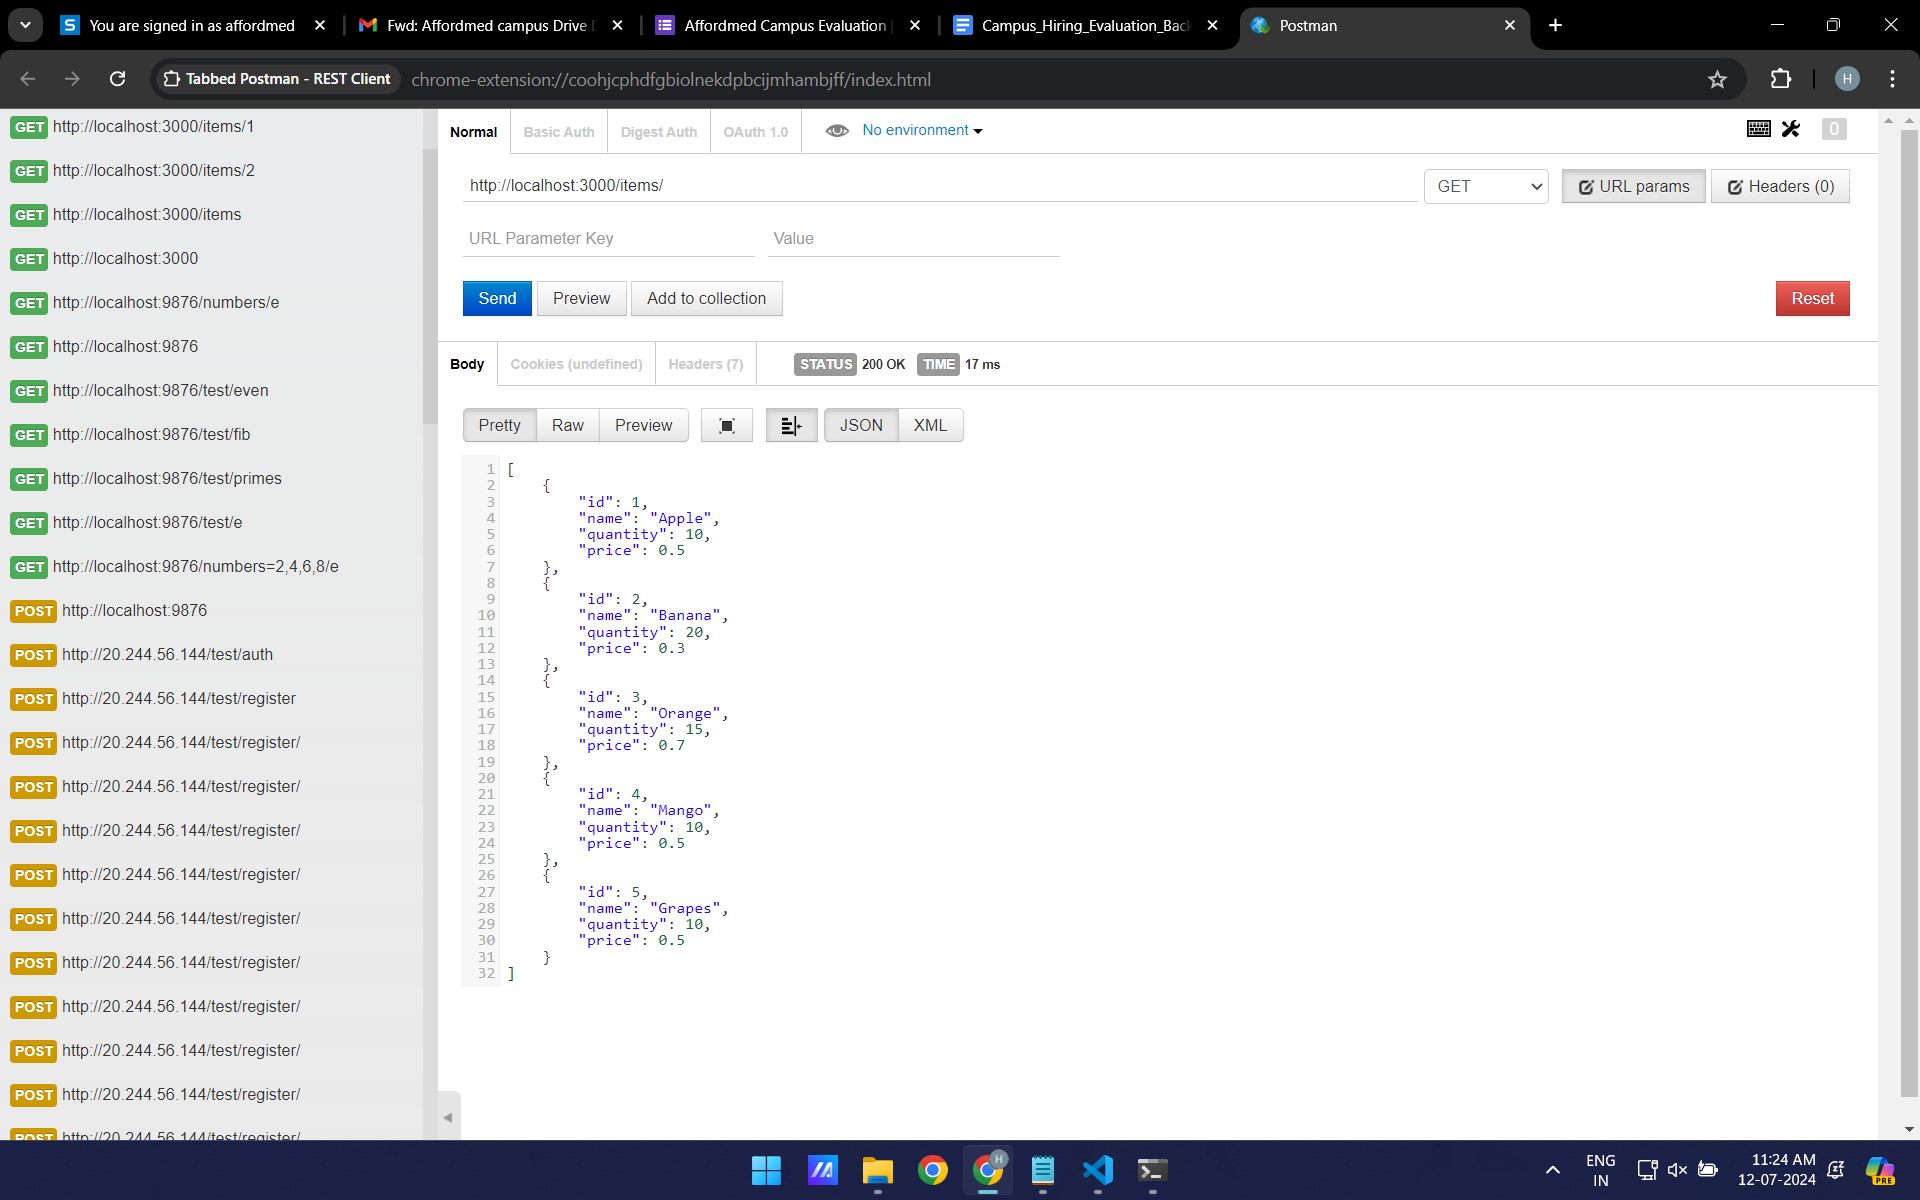 You are signed in as affordmed
Fwd: Affordmed campus Drive
Affordmed Campus Evaluation
Campus_Hiring_Evaluation_Back
Postman
Tabbed Postman - REST Client
chrome-extension://coohjcphdfgbiolnekdpbcijmhambjff/index.html
H
GET http://localhost:3000/items/1
GET http://localhost:3000/items/2
GET http://localhost:3000/items
GET http://localhost:3000
GET http://localhost:9876/numbers/e
GET http://localhost:9876
GET http://localhost:9876/test/even
GET http://localhost:9876/test/fib
GET http://localhost:9876/test/primes
GET http://localhost:9876/test/e
GET http://localhost:9876/numbers=2,4,6,8/e
POST http://localhost:9876
POST http://20.244.56.144/test/auth
POST http://20.244.56.144/test/register
POST http://20.244.56.144/test/register/
POST http://20.244.56.144/test/register/
POST http://20.244.56.144/test/register/
POST http://20.244.56.144/test/register/
POST http://20.244.56.144/test/register/
POST http://20.244.56.144/test/register/
POST http://20.244.56.144/test/register/
POST http://20.244.56.144/test/register/
POST http://20.244.56.144/test/register/
POST http://20.244.56.144/test/register/
Normal Basic Auth Digest Auth OAuth 1.0 No environment 0
http://localhost:3000/items/ GET URL params Headers (0)
URL Parameter Key Value
Send Preview Add to collection Reset
Body Cookies (undefined) Headers (7) STATUS 200 OK TIME 17 ms
Pretty Raw Preview JSON XML
1 [
2 {
3 "id": 1,
4 "name": "Apple",
5 "quantity": 10,
6 "price": 0.5
7 },
8 {
9 "id": 2,
10 "name": "Banana",
11 "quantity": 20,
12 "price": 0.3
13 },
14 {
15 "id": 3,
16 "name": "Orange",
17 "quantity": 15,
18 "price": 0.7
19 },
20 {
21 "id": 4,
22 "name": "Mango",
23 "quantity": 10,
24 "price": 0.5
25 },
26 {
27 "id": 5,
28 "name": "Grapes",
29 "quantity": 10,
30 "price": 0.5
31 }
32 ]
H
ENG
IN
11:24 AM
12-07-2024
PRE